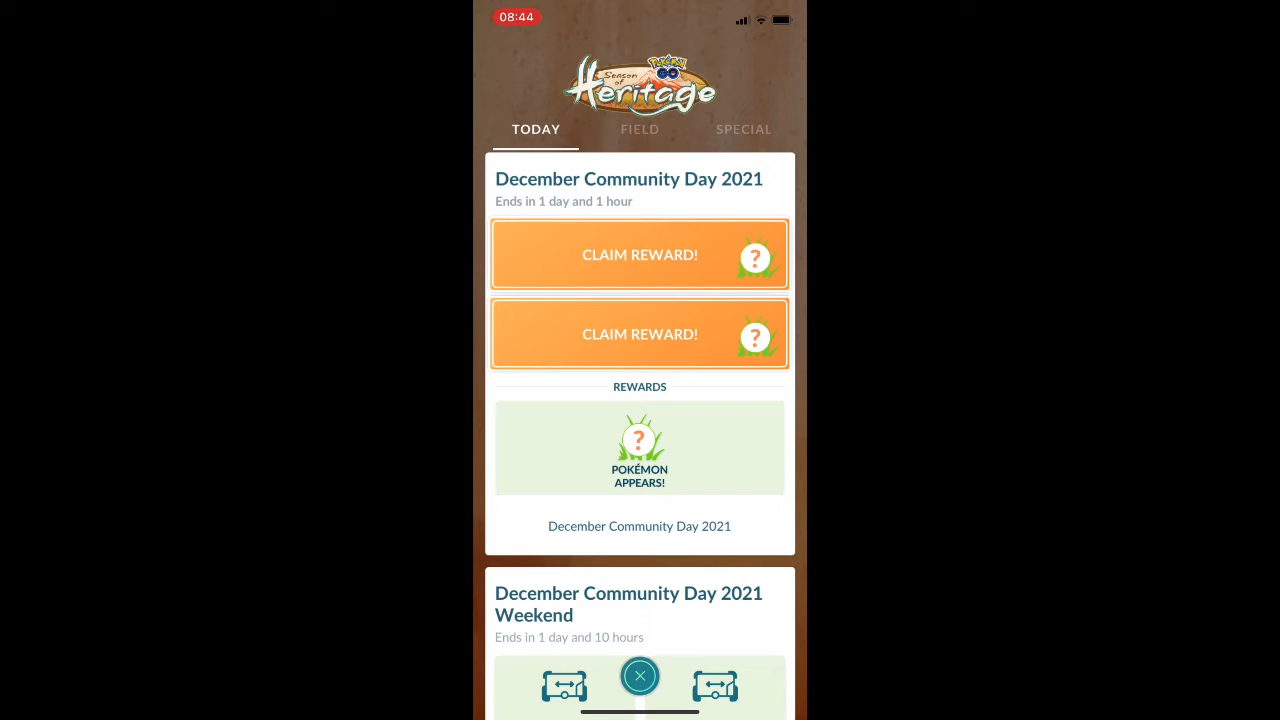 08:44
Pokémon
GO
Season
of
Heritage
TODAY FIELD SPECIAL
December Community Day 2021
Ends in 1 day and 1 hour
CLAIM REWARD!
?
CLAIM REWARD!
?
REWARDS
?
POKÉMON
APPEARS!
December Community Day 2021
December Community Day 2021
Weekend
Ends in 1 day and 10 hours